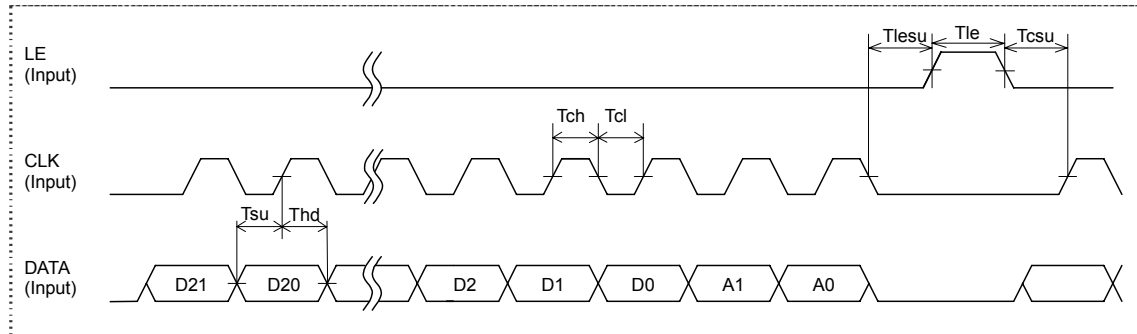 LE
(Input)
Tlesu Tle Tcsu
CLK
(Input)
Tch Tcl
Tsu Thd
DATA
(Input)
D21 D20 D2 D1 D0 A1 A0